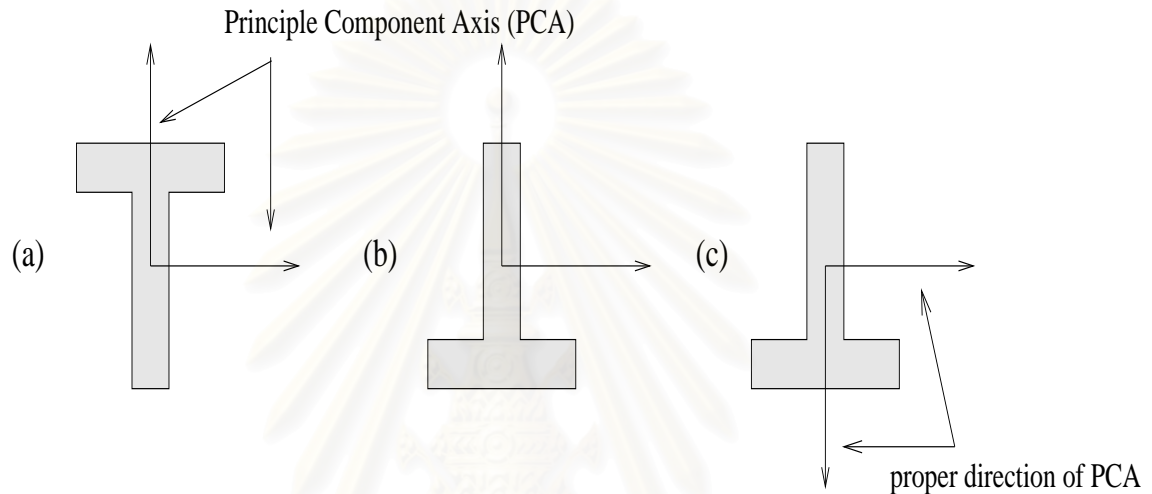 Principle Component Axis (PCA)
(a)
(b)
(c)
proper direction of PCA